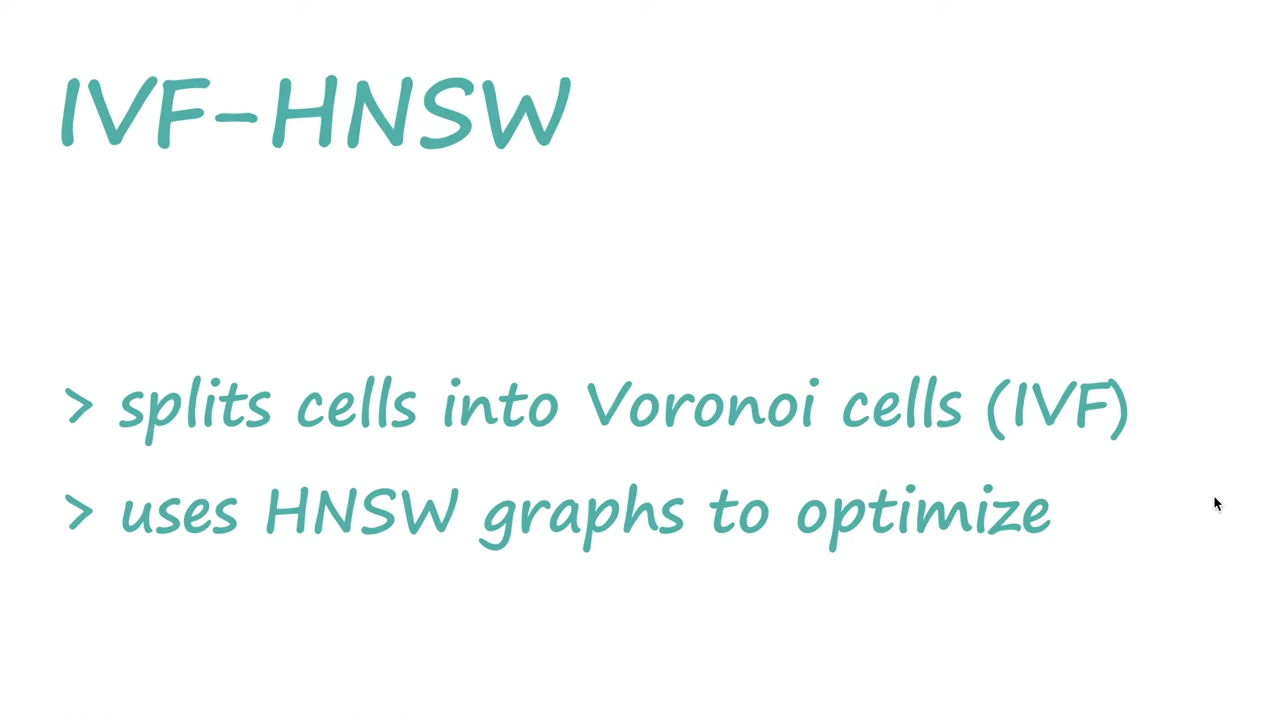 IVF-HNSW
> splits cells into Voronoi cells (IVF)
> uses HNSW graphs to optimize